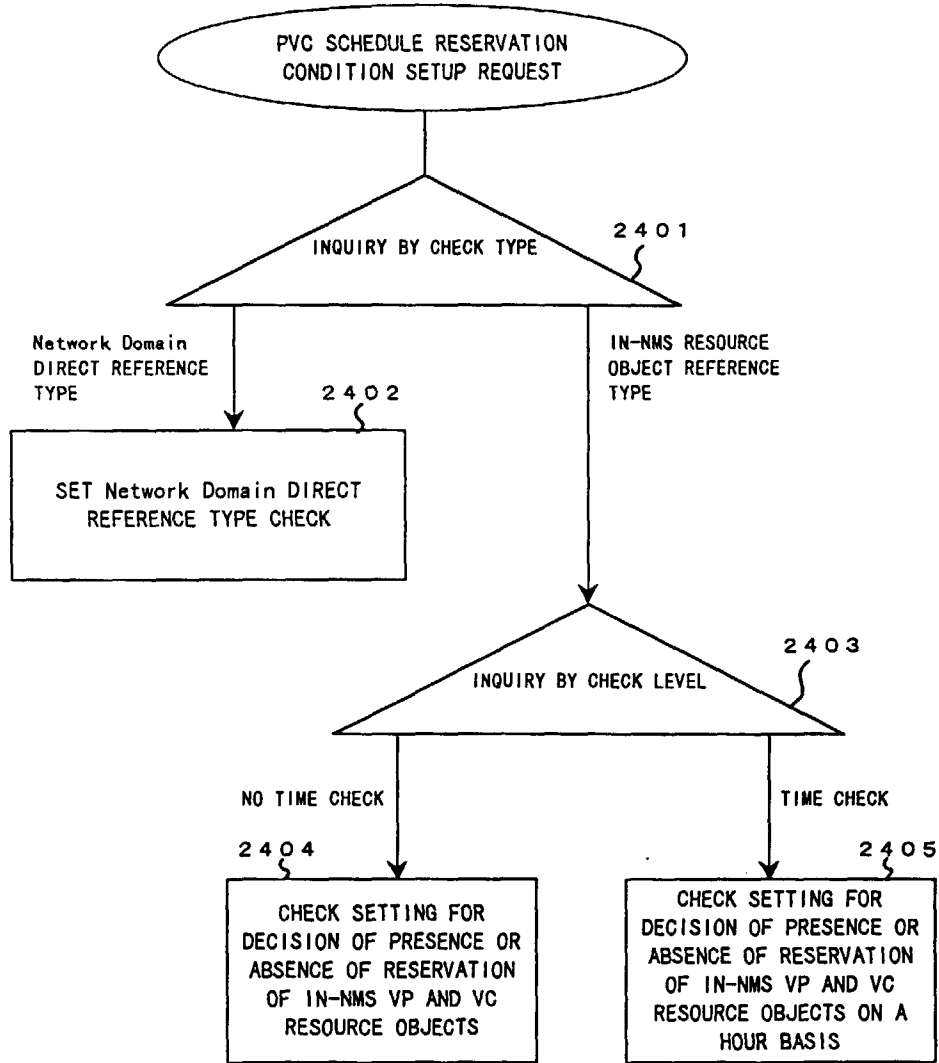 PVC SCHEDULE RESERVATION
CONDITION SETUP REQUEST
2401
INQUIRY BY CHECK TYPE
Network Domain
DIRECT REFERENCE
TYPE
IN-NMS RESOURCE
OBJECT REFERENCE
TYPE
2402
SET Network Domain DIRECT
REFERENCE TYPE CHECK
2403
INQUIRY BY CHECK LEVEL
NO TIME CHECK
TIME CHECK
2404
CHECK SETTING FOR
DECISION OF PRESENCE OR
ABSENCE OF RESERVATION
OF IN-NMS VP AND VC
RESOURCE OBJECTS
2405
CHECK SETTING FOR
DECISION OF PRESENCE OR
ABSENCE OF RESERVATION
OF IN-NMS VP AND VC
RESOURCE OBJECTS ON A
HOUR BASIS